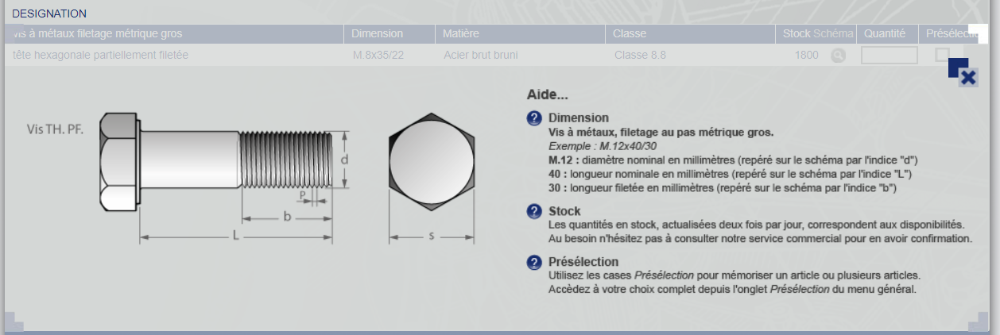 DESIGNATION
Vis à métaux filetage métrique gros Dimension Matière Classe Stock Schéma Quantité Présélection
tête hexagonale partiellement filetée M.8x35/22 Acier brut bruni Classe 8.8 1800
Aide...
Vis TH. PF.
d
P
b
L
s
? Dimension
Vis à métaux, filetage au pas métrique gros.
Exemple : M.12x40/30
M.12 : diamètre nominal en millimètres (repéré sur le schéma par l'indice "d")
40 : longueur nominale en millimètres (repéré sur le schéma par l'indice "L")
30 : longueur filetée en millimètres (repéré sur le schéma par l'indice "b")
? Stock
Les quantités en stock, actualisées deux fois par jour, correspondent aux disponibilités.
Au besoin n'hésitez pas à consulter notre service commercial pour en avoir confirmation.
? Présélection
Utilisez les cases Présélection pour mémoriser un article ou plusieurs articles.
Accèdez à votre choix complet depuis l'onglet Présélection du menu général.